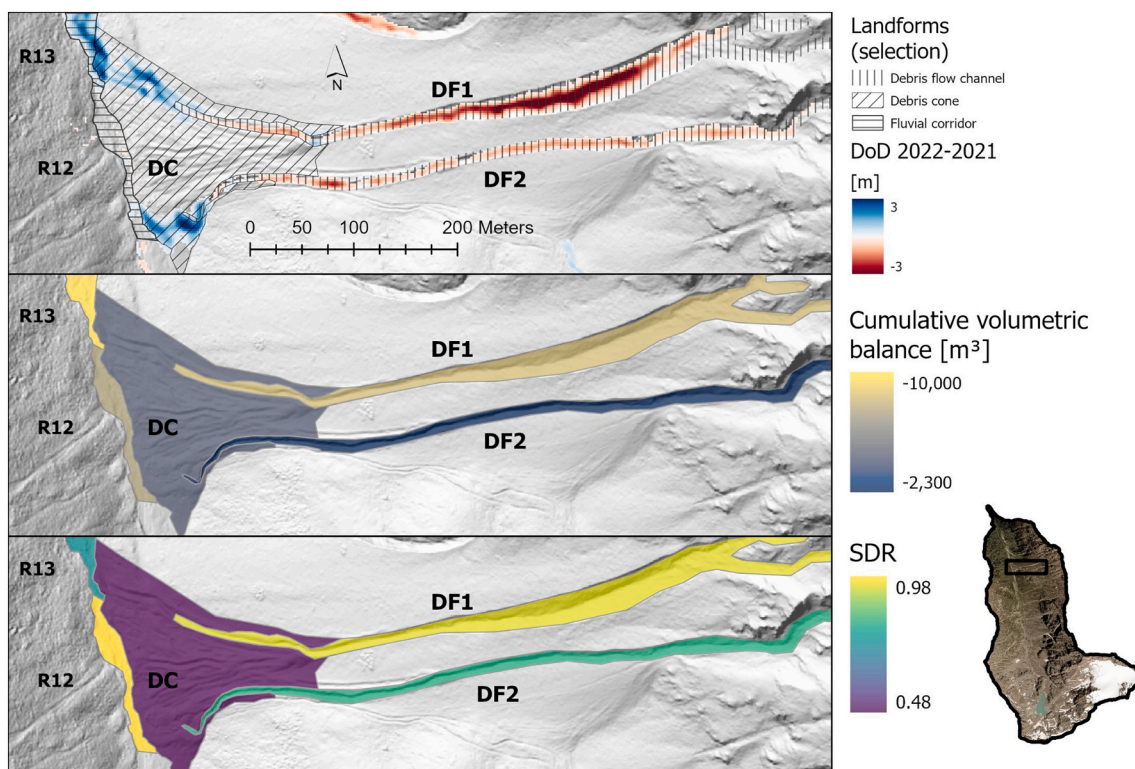 R13
R12
DC
DF1
DF2
N
0 50 100 200 Meters
Landforms
(selection)
Debris flow channel
Debris cone
Fluvial corridor
DoD 2022-2021
[m]
3
-3
R13
R12
DC
DF1
DF2
Cumulative volumetric
balance [m³]
-10,000
-2,300
R13
R12
DC
DF1
DF2
SDR
0.98
0.48